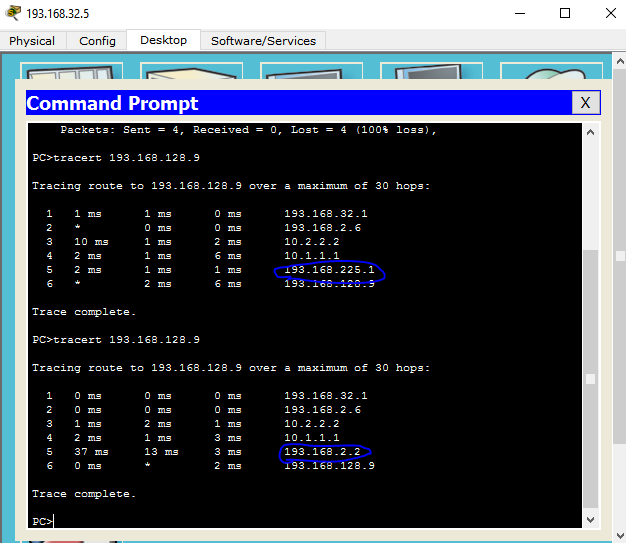 193.168.32.5
Physical Config Desktop Software/Services
Command Prompt X
Packets: Sent = 4, Received = 0, Lost = 4 (100% loss),
PC>tracert 193.168.128.9
Tracing route to 193.168.128.9 over a maximum of 30 hops:
1 1 ms 1 ms 0 ms 193.168.32.1
2 * 0 ms 0 ms 193.168.2.6
3 10 ms 1 ms 2 ms 10.2.2.2
4 2 ms 1 ms 6 ms 10.1.1.1
5 2 ms 1 ms 1 ms 193.168.225.1
6 * 2 ms 6 ms 193.168.128.9
Trace complete.
PC>tracert 193.168.128.9
Tracing route to 193.168.128.9 over a maximum of 30 hops:
1 0 ms 0 ms 0 ms 193.168.32.1
2 0 ms 0 ms 0 ms 193.168.2.6
3 1 ms 2 ms 1 ms 10.2.2.2
4 2 ms 1 ms 3 ms 10.1.1.1
5 37 ms 13 ms 3 ms 193.168.2.2
6 0 ms * 2 ms 193.168.128.9
Trace complete.
PC>